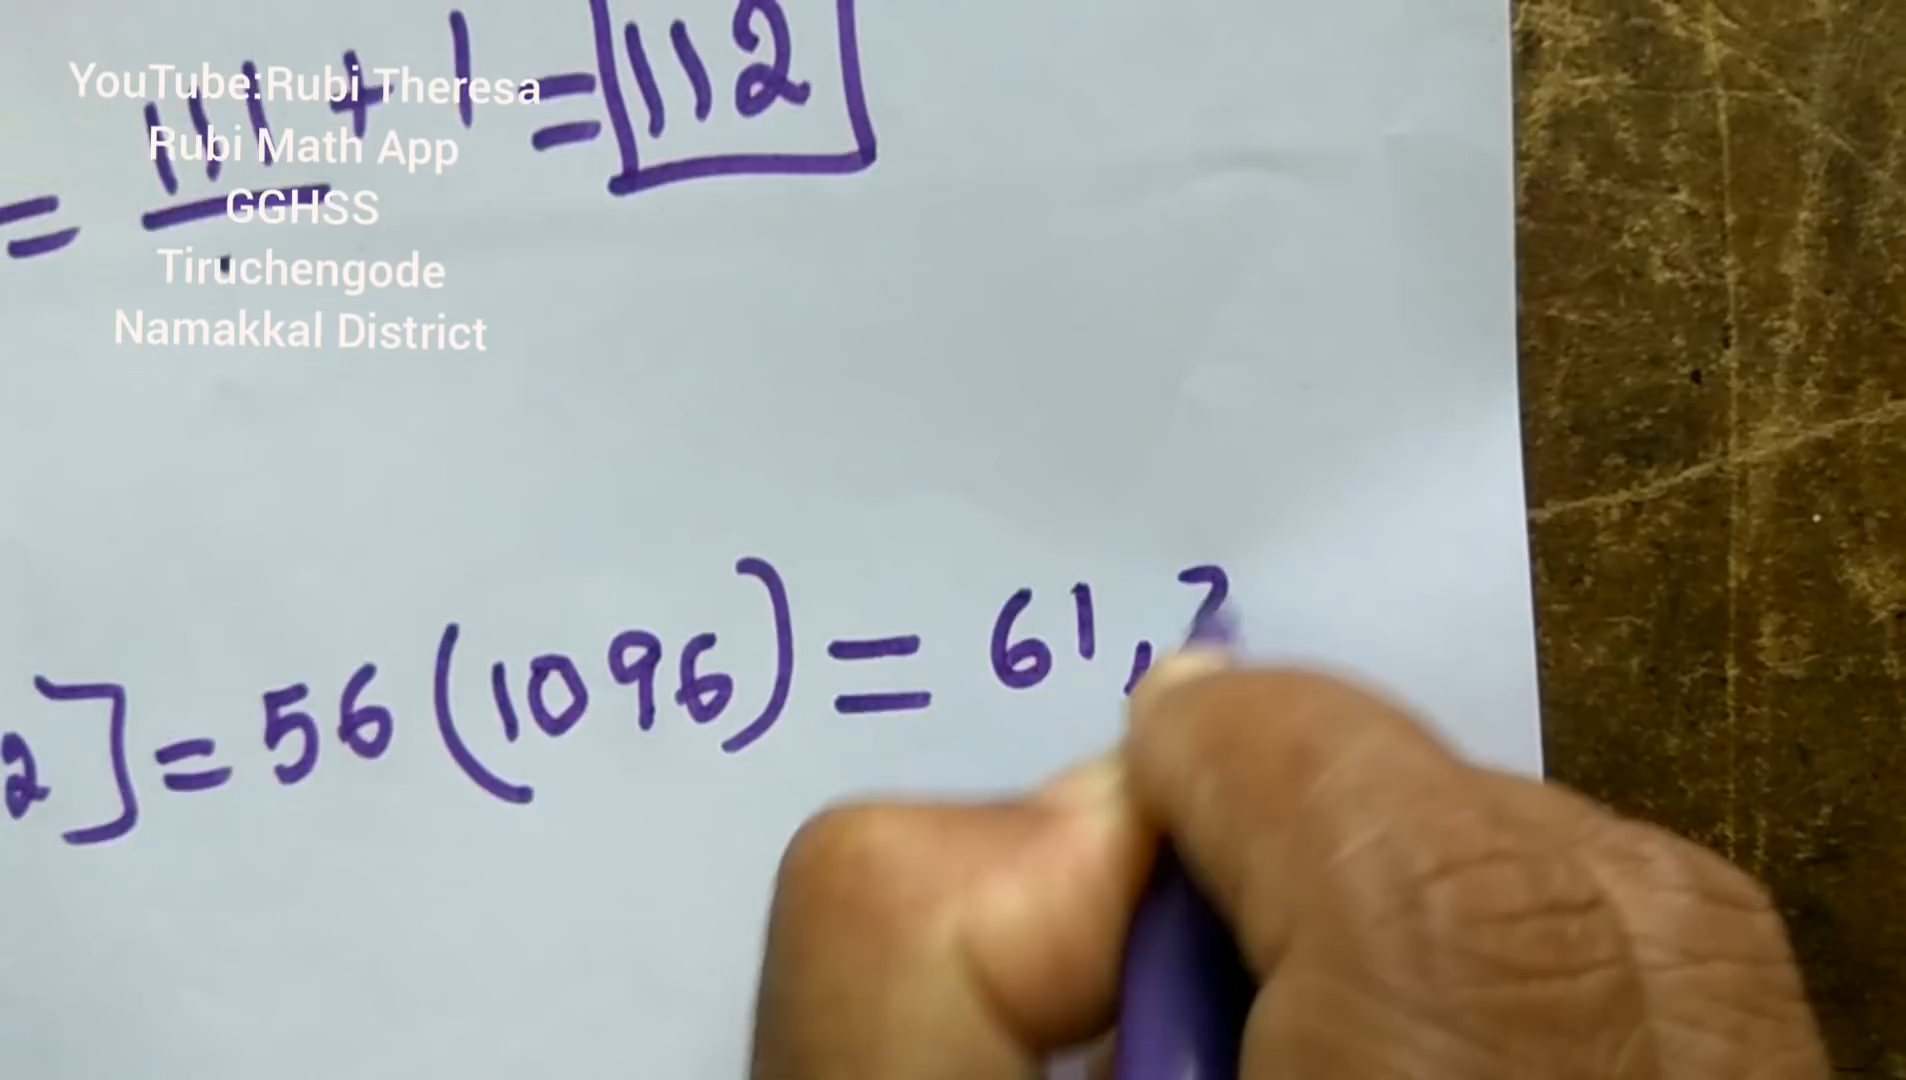 YouTube:Rubi Theresa
Rubi Math App
GGHSS
Tiruchengode
Namakkal District
= 111 + 1 = 112
2] = 56 (1096) = 61,